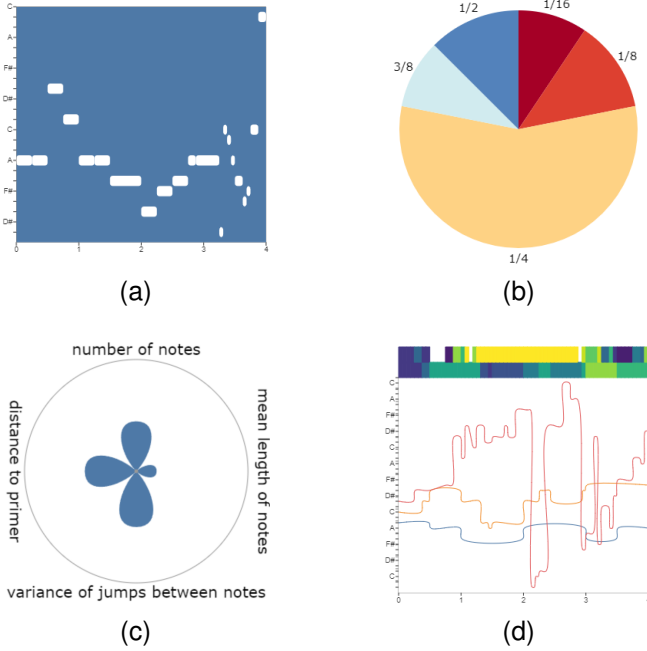 C
A
F#
D#
C
A
F#
D#
0 1 2 3 4
(a)
1/2
1/16
3/8
1/8
1/4
(b)
number of notes
distance to primer
mean length of notes
variance of jumps between notes
(c)
C
A
F#
D#
C
A
F#
D#
C
A
F#
D#
C
0 1 2 3 4
(d)